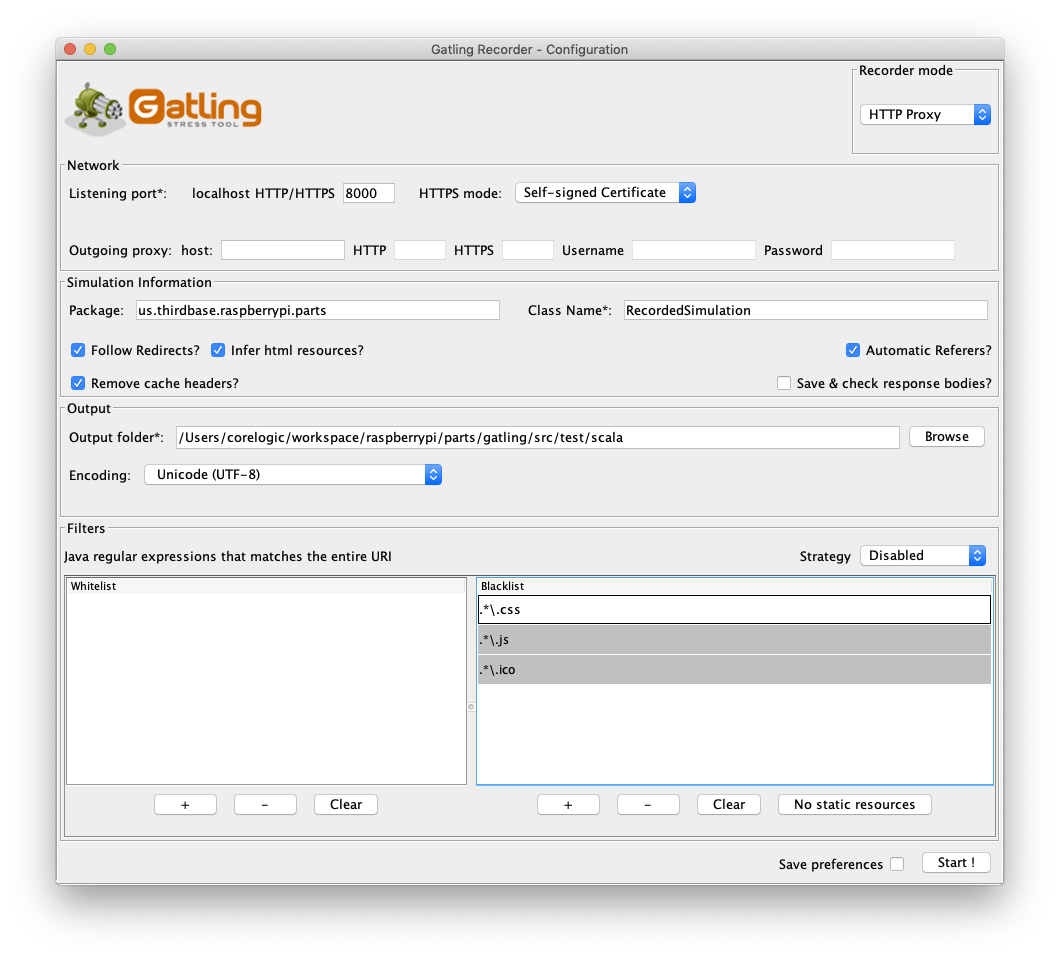 Gatling Recorder - Configuration
Gatling
STRESS TOOL
Recorder mode
HTTP Proxy
Network
Listening port*: localhost HTTP/HTTPS 8000 HTTPS mode: Self-signed Certificate
Outgoing proxy: host: HTTP HTTPS Username Password
Simulation Information
Package: us.thirdbase.raspberrypi.parts Class Name*: RecordedSimulation
Follow Redirects? Infer html resources? Automatic Referers?
Remove cache headers? Save & check response bodies?
Output
Output folder*: /Users/corelogic/workspace/raspberrypi/parts/gatling/src/test/scala Browse
Encoding: Unicode (UTF-8)
Filters
Java regular expressions that matches the entire URI Strategy Disabled
Whitelist Blacklist
.*\.css
.*\.js
.*\.ico
+ - Clear + - Clear No static resources
Save preferences Start !